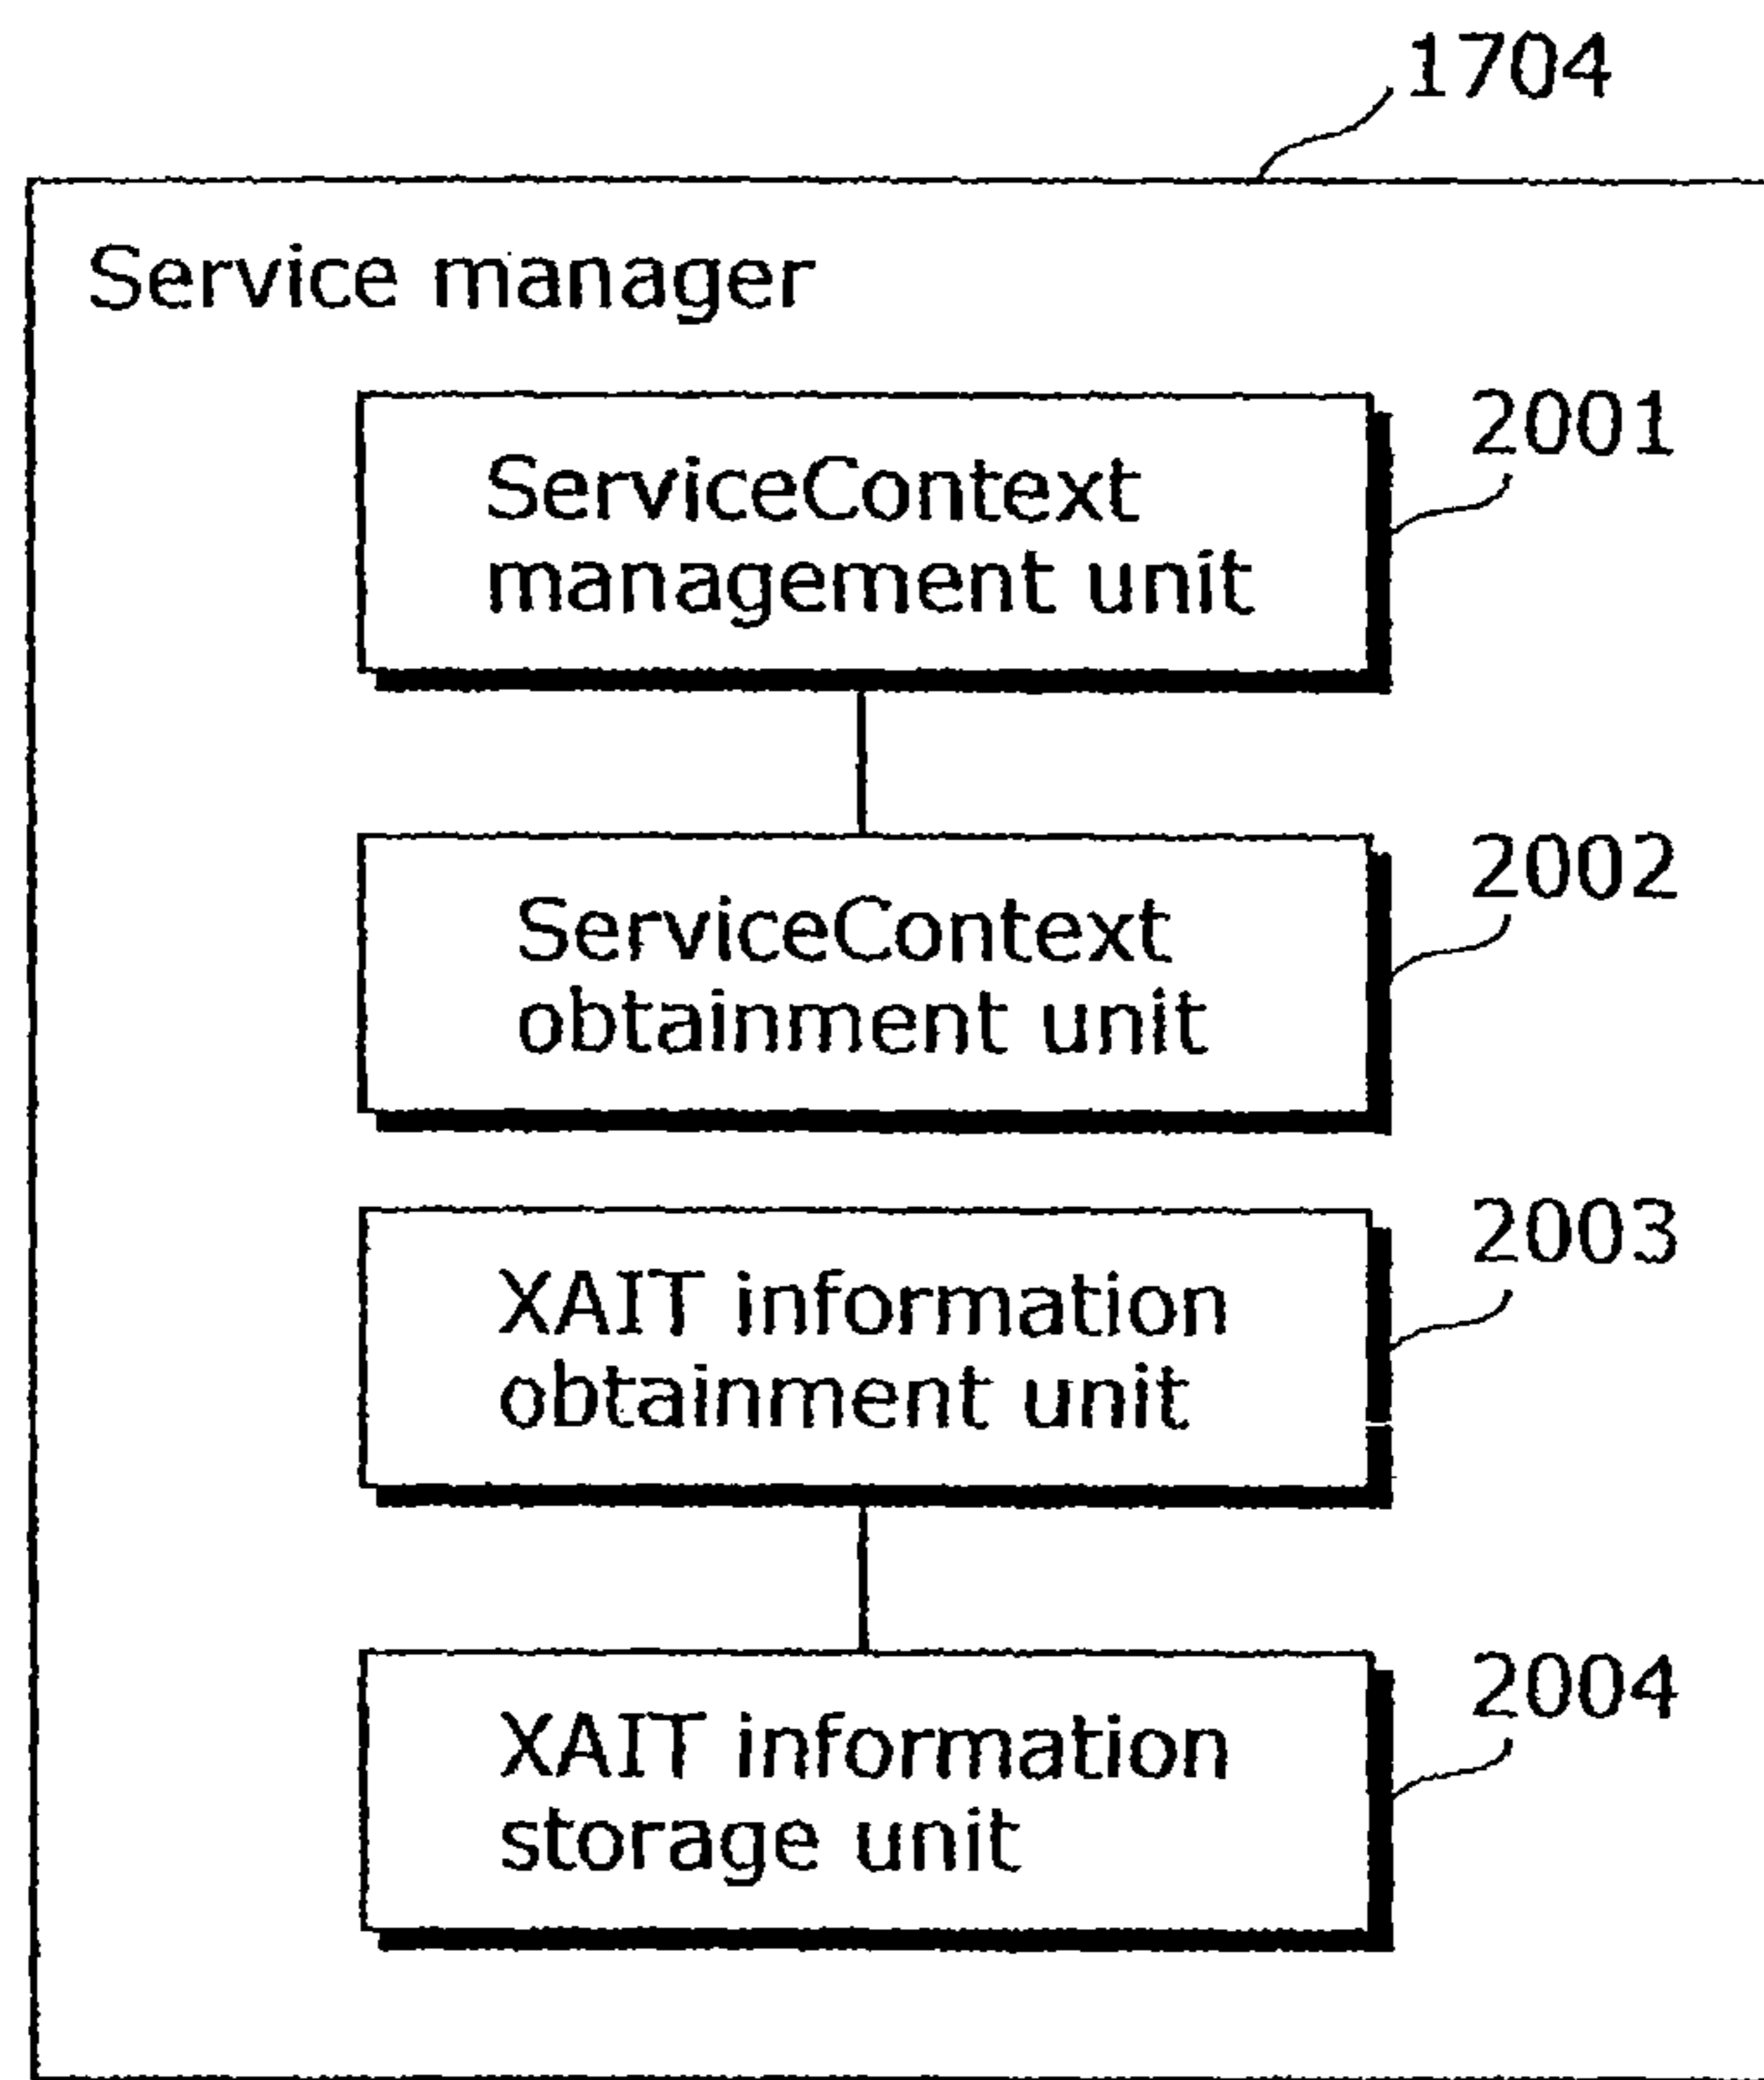 1704
Service manager
2001
ServiceContext
management unit
2002
ServiceContext
obtainment unit
2003
XAIT information
obtainment unit
2004
XAIT information
storage unit